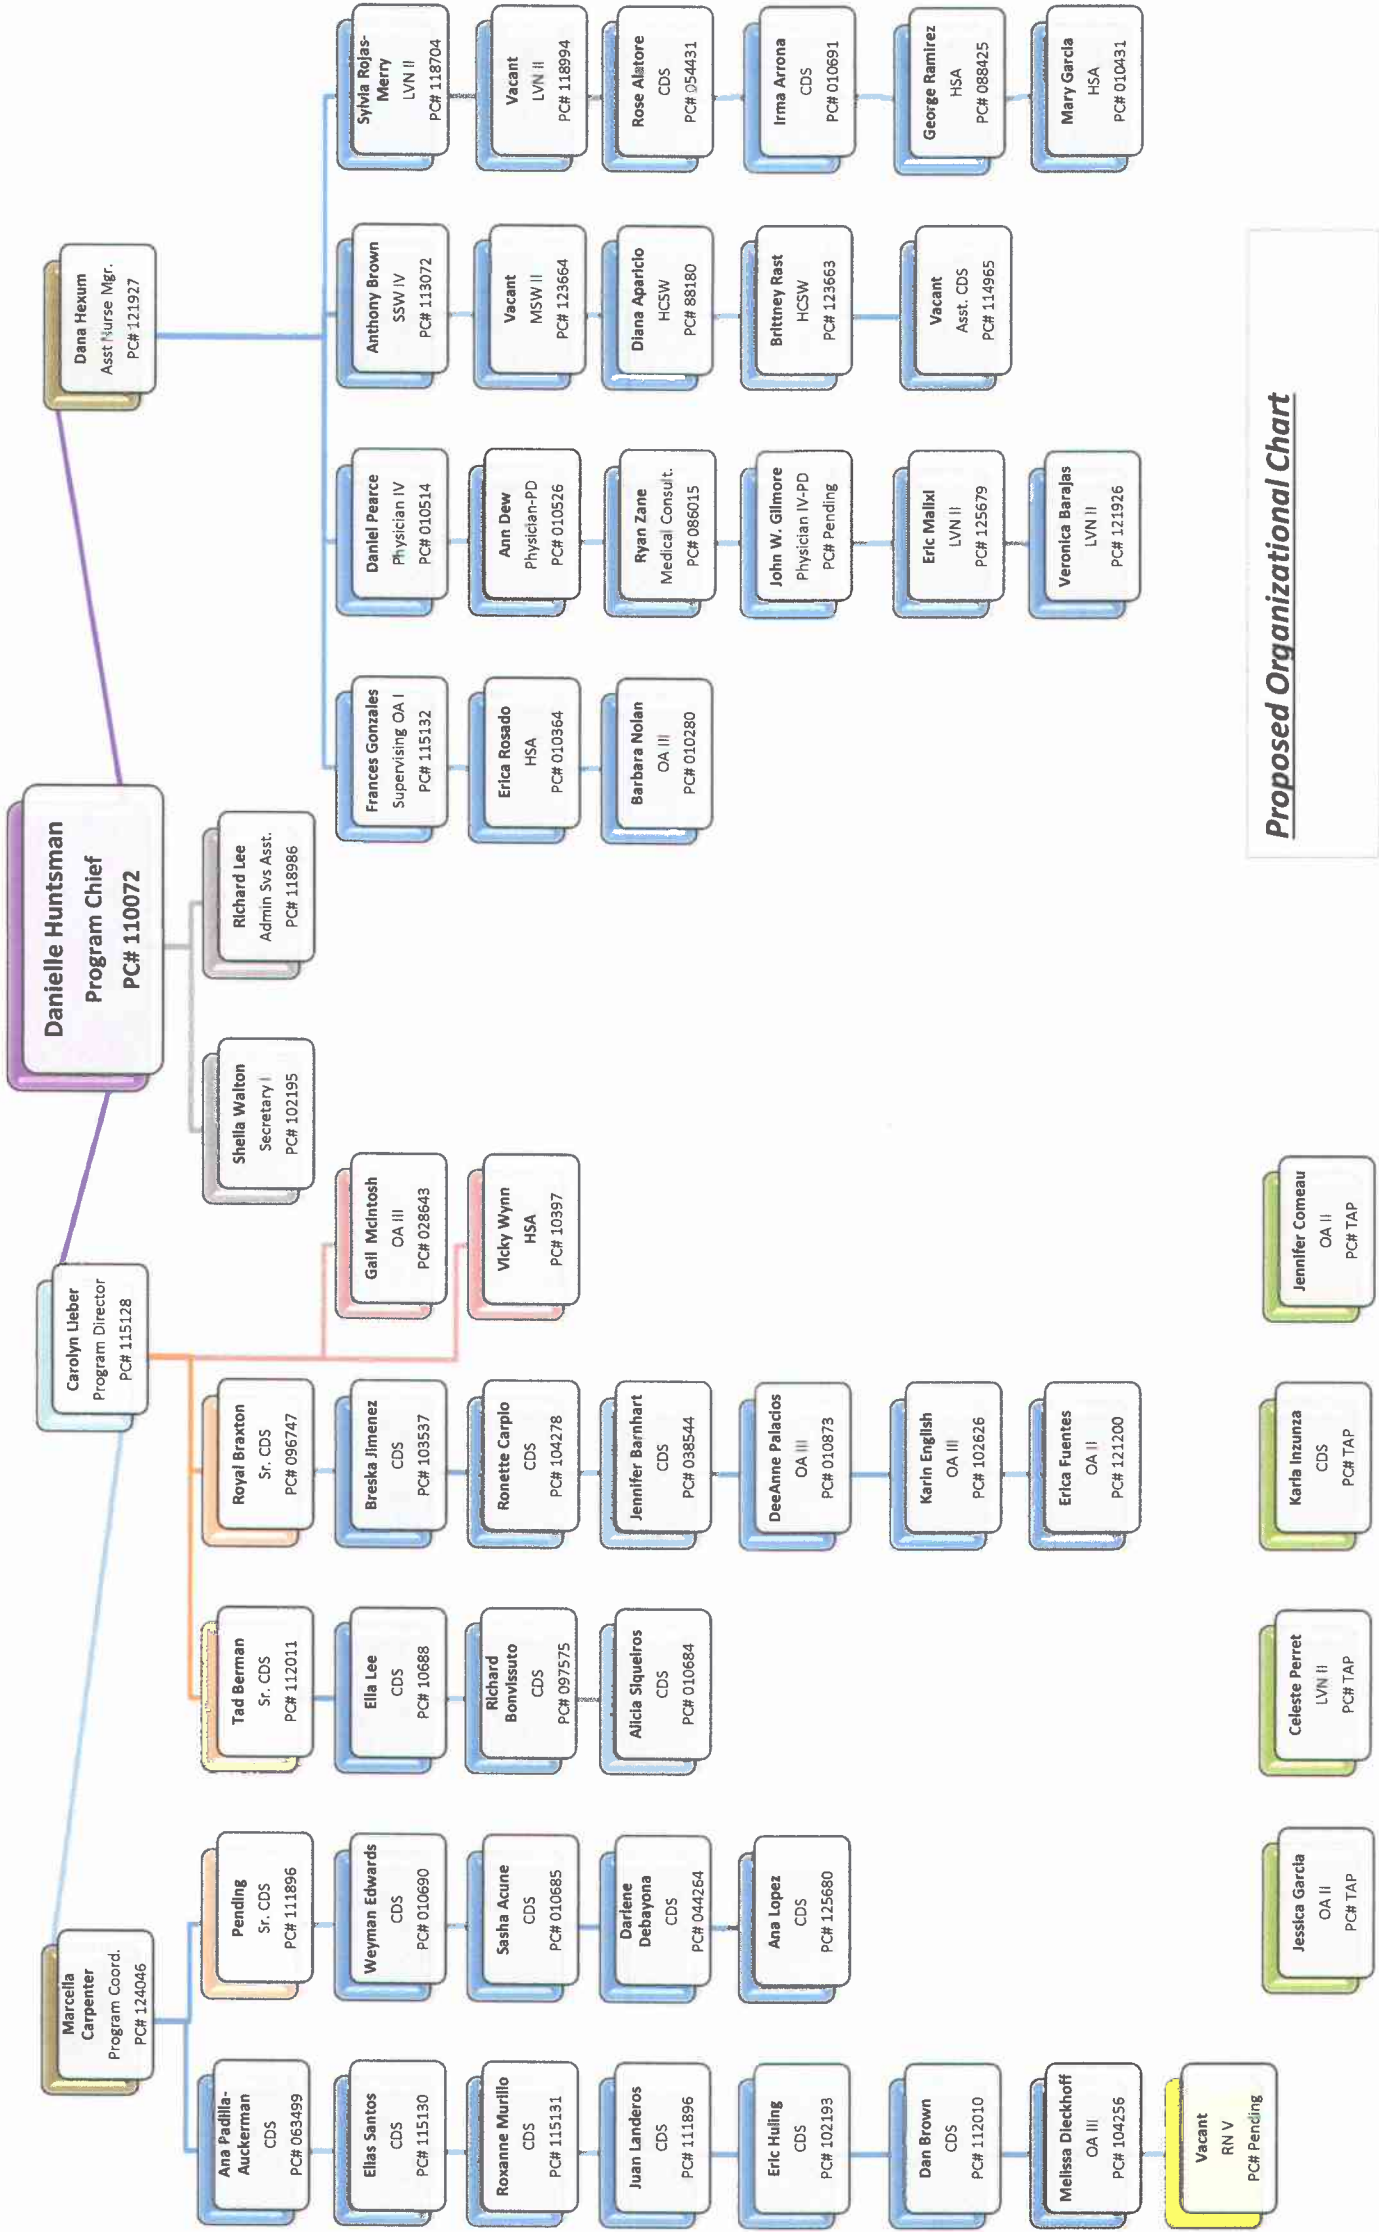 Danielle Huntsman
Program Chief
PC# 110072
Marcella
Carpenter
Program Coord.
PC# 124046
Carolyn Lieber
Program Director
PC# 115128
Dana Hexum
Asst Nurse Mgr.
PC# 121927
Sheila Walton
Secretary I
PC# 102195
Richard Lee
Admin Svs Asst.
PC# 118986
Ana Padilla-
Auckerman
CDS
PC# 063499
Elias Santos
CDS
PC# 115130
Roxanne Murillo
CDS
PC# 115131
Juan Landeros
CDS
PC# 111896
Eric Huling
CDS
PC# 102193
Dan Brown
CDS
PC# 112010
Melissa Dieckhoff
OA III
PC# 104256
Vacant
RN V
PC# Pending
Pending
Sr. CDS
PC# 111896
Weyman Edwards
CDS
PC# 010690
Sasha Acune
CDS
PC# 010685
Darlene
Debayona
CDS
PC# 044264
Ana Lopez
CDS
PC# 125680
Tad Berman
Sr. CDS
PC# 112011
Ella Lee
CDS
PC# 10688
Richard
Bonvissuto
CDS
PC# 097575
Alicia Siqueiros
CDS
PC# 010684
Royal Braxton
Sr. CDS
PC# 096747
Breska Jimenez
CDS
PC# 103537
Ronette Carpio
CDS
PC# 104278
Jennifer Barnhart
CDS
PC# 038544
DeeAnne Palacios
OA III
PC# 010873
Karin English
OA III
PC# 102626
Erica Fuentes
OA II
PC# 121200
Gail McIntosh
OA III
PC# 028643
Vicky Wynn
HSA
PC# 10397
Frances Gonzales
Supervising OA I
PC# 115132
Erica Rosado
HSA
PC# 010364
Barbara Nolan
OA III
PC# 010280
Daniel Pearce
Physician IV
PC# 010514
Ann Dew
Physician-PD
PC# 010526
Ryan Zane
Medical Consult.
PC# 086015
John W. Gilmore
Physician IV-PD
PC# Pending
Eric Malixi
LVN II
PC# 125679
Veronica Barajas
LVN II
PC# 121926
Anthony Brown
SSW IV
PC# 113072
Vacant
MSW II
PC# 123664
Diana Aparicio
HCSW
PC# 88180
Brittney Rast
HCSW
PC# 123663
Vacant
Asst. CDS
PC# 114965
Sylvia Rojas-
Merry
LVN II
PC# 118704
Vacant
LVN II
PC# 118994
Rose Alatore
CDS
PC# 054431
Irma Arrona
CDS
PC# 010691
George Ramirez
HSA
PC# 088425
Mary Garcia
HSA
PC# 010431
Jessica Garcia
OA II
PC# TAP
Celeste Perret
LVN II
PC# TAP
Karla Inzunza
CDS
PC# TAP
Jennifer Comeau
OA II
PC# TAP
Proposed Organizational Chart